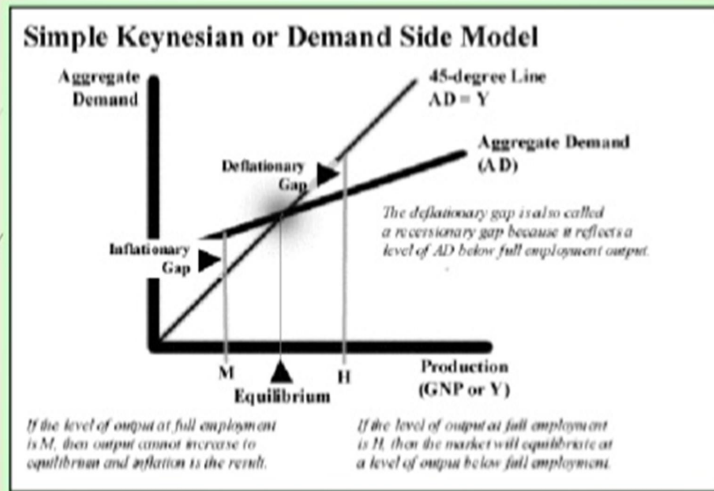 Simple Keynesian or Demand Side Model
Aggregate
Demand
45-degree Line
AD = Y
Aggregate Demand
(AD)
Deflationary
Gap
The deflationary gap is also called
a recersionary gap because it reflects a
level of AD below full employment output.
Inflationary
Gap
M
H
Equilibrium
Production
(GNP or Y)
If the level of output at full employment
is M, then output cannot increase to
equilibrium and inflation is the result.
If the level of output at full employment
is H, then the market will equilibriate at
a level of output below full employment.